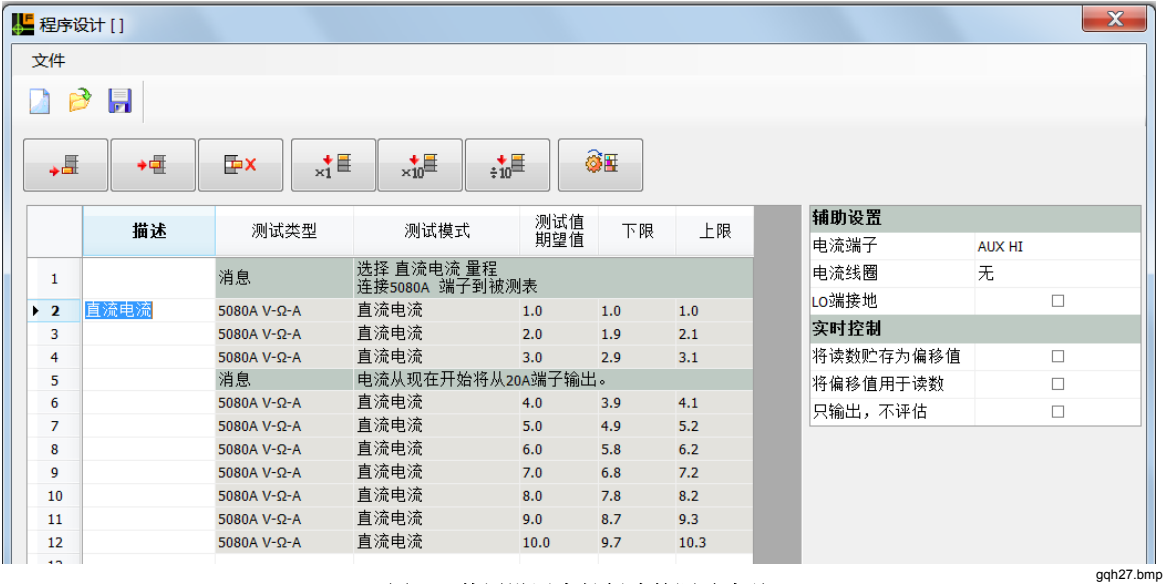 程序设计 [ ]
文件
×1
×10
÷10
描述 测试类型 测试模式 测试值 期望值 下限 上限
1 消息 选择 直流电流 量程
连接5080A 端子到被测表
2 直流电流 5080A V-Ω-A 直流电流 1.0 1.0 1.0
3 5080A V-Ω-A 直流电流 2.0 1.9 2.1
4 5080A V-Ω-A 直流电流 3.0 2.9 3.1
5 消息 电流从现在开始将从20A端子输出。
6 5080A V-Ω-A 直流电流 4.0 3.9 4.1
7 5080A V-Ω-A 直流电流 5.0 4.9 5.2
8 5080A V-Ω-A 直流电流 6.0 5.8 6.2
9 5080A V-Ω-A 直流电流 7.0 6.8 7.2
10 5080A V-Ω-A 直流电流 8.0 7.8 8.2
11 5080A V-Ω-A 直流电流 9.0 8.7 9.3
12 5080A V-Ω-A 直流电流 10.0 9.7 10.3
辅助设置
电流端子 AUX HI
电流线圈 无
LO端接地
实时控制
将读数贮存为偏移值
将偏移值用于读数
只输出，不评估
gqh27.bmp